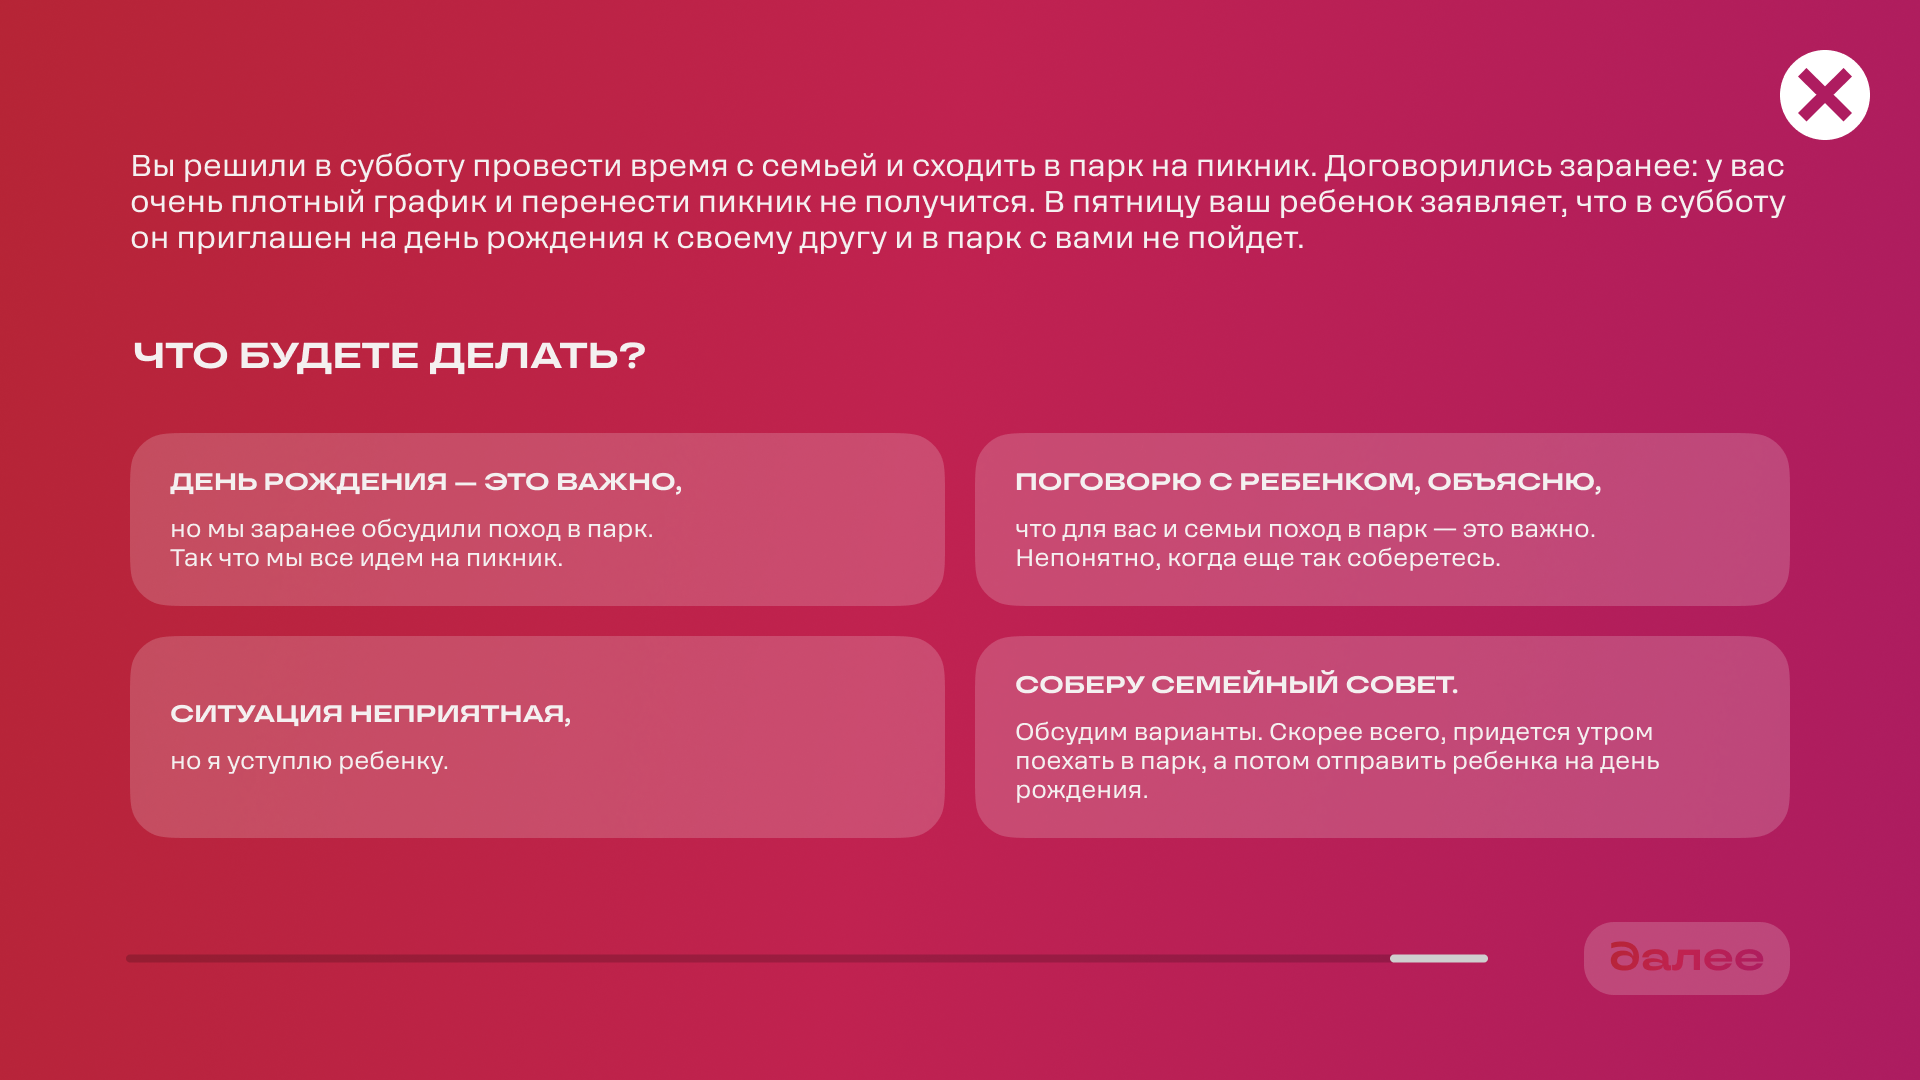 Вы решили в субботу провести время с семьей и сходить в парк на пикник. Договорились заранее: у вас
очень плотный график и перенести пикник не получится. В пятницу ваш ребенок заявляет, что в субботу
он приглашен на день рождения к своему другу и в парк с вами не пойдет.
ЧТО БУДЕТЕ ДЕЛАТЬ?
ДЕНЬ РОЖДЕНИЯ — ЭТО ВАЖНО,
но мы заранее обсудили поход в парк.
Так что мы все идем на пикник.
ПОГОВОРЮ С РЕБЕНКОМ, ОБЪЯСНЮ,
что для вас и семьи поход в парк — это важно.
Непонятно, когда еще так соберетесь.
СИТУАЦИЯ НЕПРИЯТНАЯ,
но я уступлю ребенку.
СОБЕРУ СЕМЕЙНЫЙ СОВЕТ.
Обсудим варианты. Скорее всего, придется утром
поехать в парк, а потом отправить ребенка на день
рождения.
далее